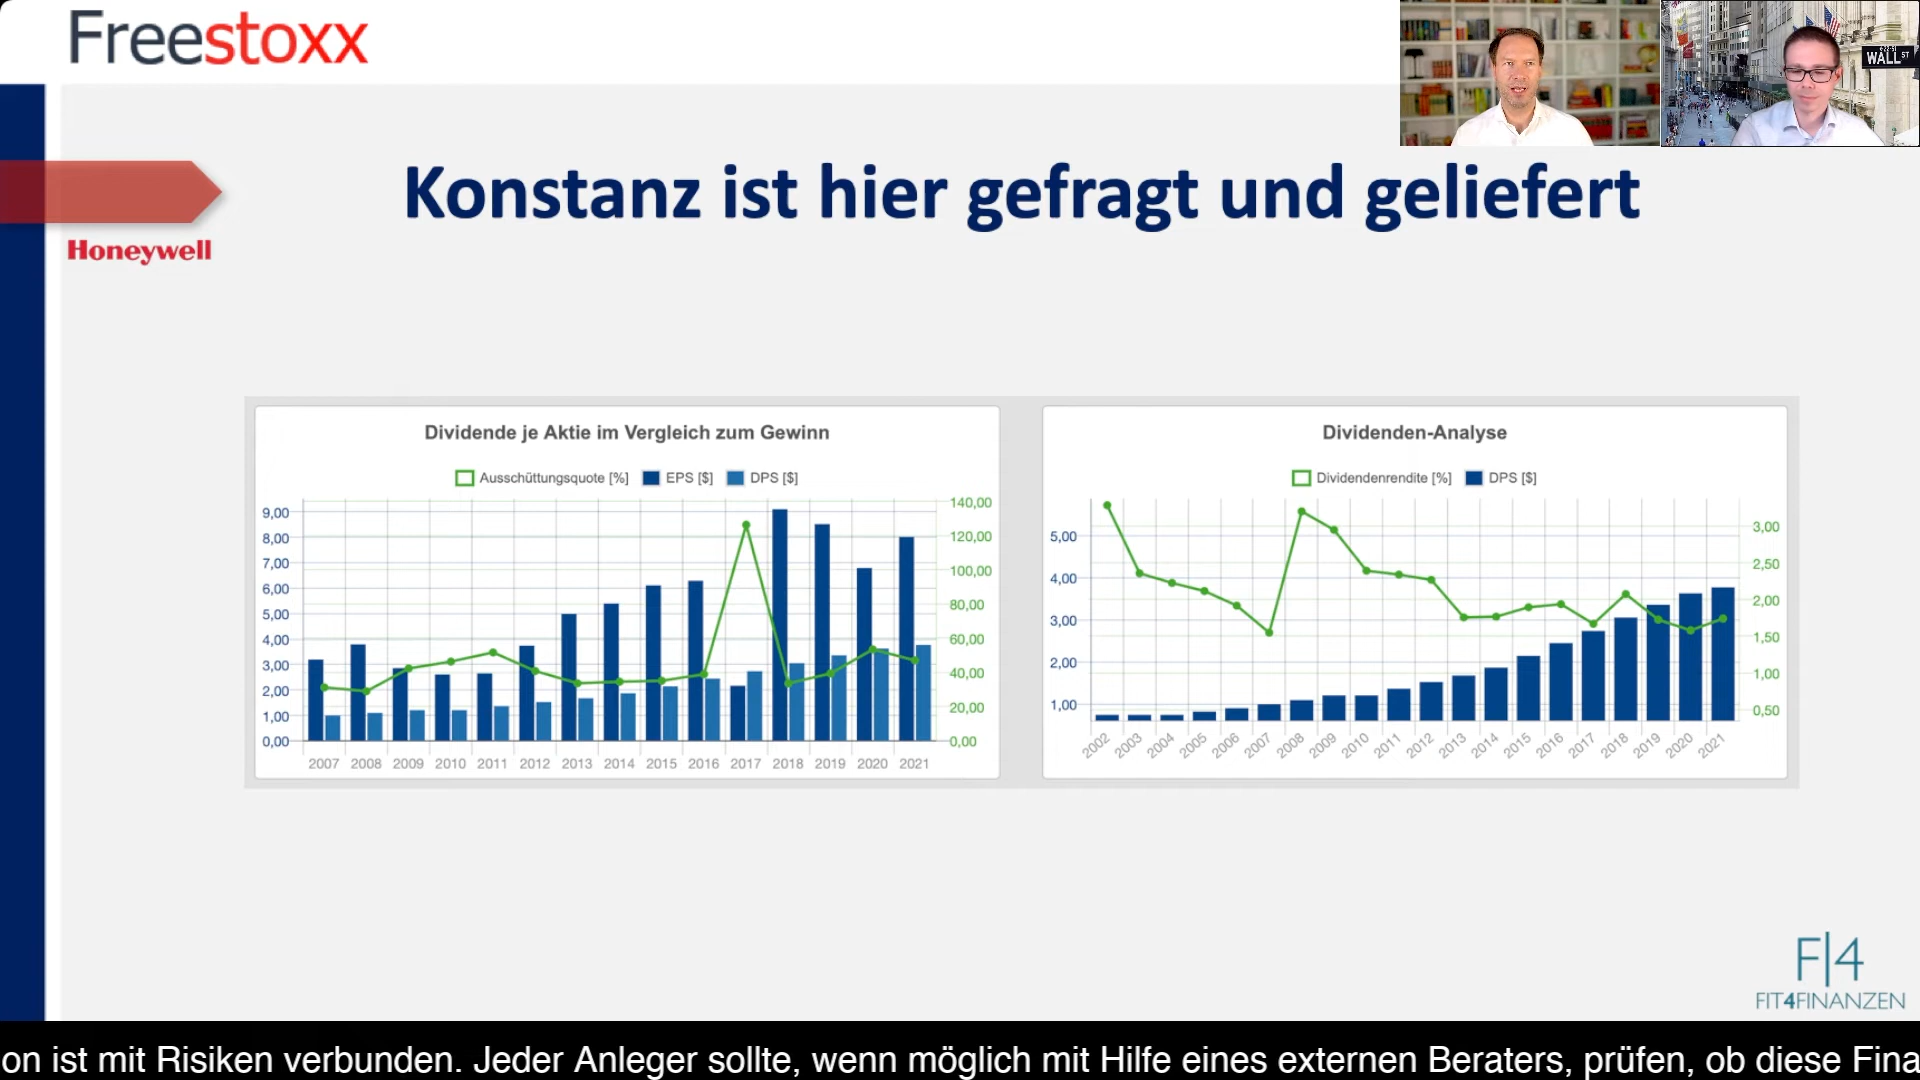 Freestoxx
WALL ST
Konstanz ist hier gefragt und geliefert
Honeywell
Dividende je Aktie im Vergleich zum Gewinn
Ausschüttungsquote [%] EPS [$] DPS [$]
9,00
8,00
7,00
6,00
5,00
4,00
3,00
2,00
1,00
0,00
140,00
120,00
100,00
80,00
60,00
40,00
20,00
0,00
2007 2008 2009 2010 2011 2012 2013 2014 2015 2016 2017 2018 2019 2020 2021
Dividenden-Analyse
Dividendenrendite [%] DPS [$]
5,00
4,00
3,00
2,00
1,00
3,00
2,50
2,00
1,50
1,00
0,50
2002 2003 2004 2005 2006 2007 2008 2009 2010 2011 2012 2013 2014 2015 2016 2017 2018 2019 2020 2021
F|4
FIT4FINANZEN
on ist mit Risiken verbunden. Jeder Anleger sollte, wenn möglich mit Hilfe eines externen Beraters, prüfen, ob diese Fina